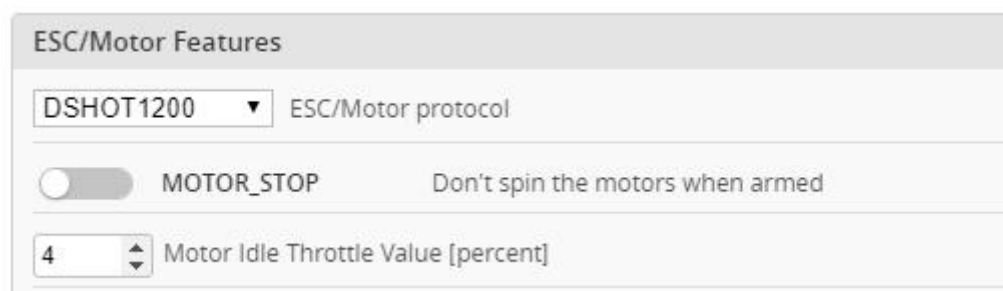 ESC/Motor Features
DSHOT1200 ESC/Motor protocol
MOTOR_STOP Don't spin the motors when armed
4 Motor Idle Throttle Value [percent]